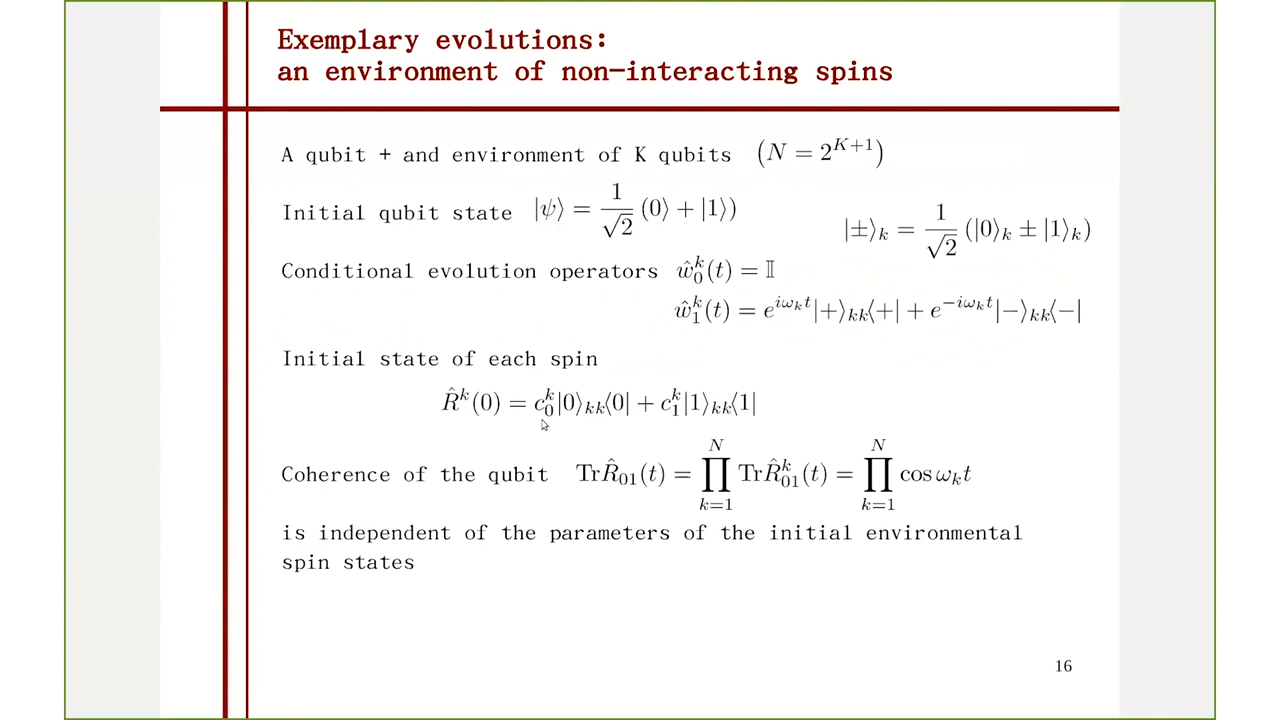 Exemplary evolutions:
an environment of non-interacting spins
A qubit + and environment of K qubits (N = 2^{K+1})
Initial qubit state |ψ⟩ = \frac{1}{√2} (0⟩ + |1⟩)
|±⟩_k = \frac{1}{√2} (|0⟩_k ± |1⟩_k)
Conditional evolution operators ŵ_0^k(t) = 𝕀
ŵ_1^k(t) = e^{iω_k t}|+⟩_{kk}⟨+| + e^{−iω_k t}|−⟩_{kk}⟨−|
Initial state of each spin
R̂^k(0) = c_0^k|0⟩_{kk}⟨0| + c_1^k|1⟩_{kk}⟨1|
Coherence of the qubit TrR̂_{01}(t) = ∏_{k=1}^{N} TrR̂_{01}^k(t) = ∏_{k=1}^{N} cos ω_k t
is independent of the parameters of the initial environmental
spin states
16